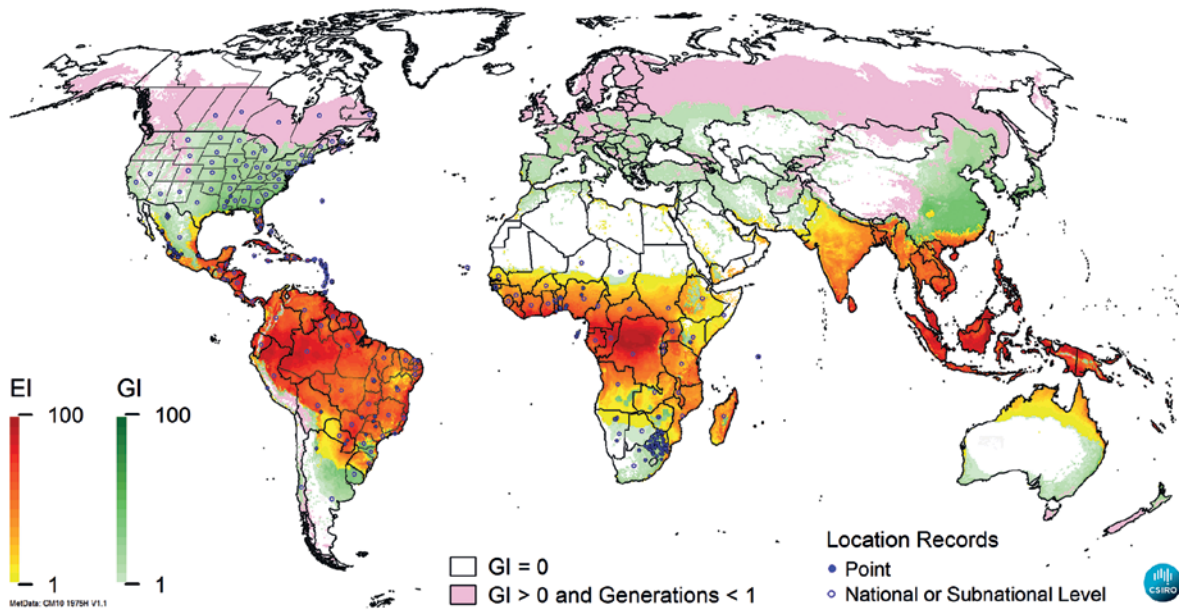 EI GI
100 100
1 1
MetData: CM10 1975H V1.1
GI = 0
GI > 0 and Generations < 1
Location Records
Point
National or Subnational Level
CSIRO